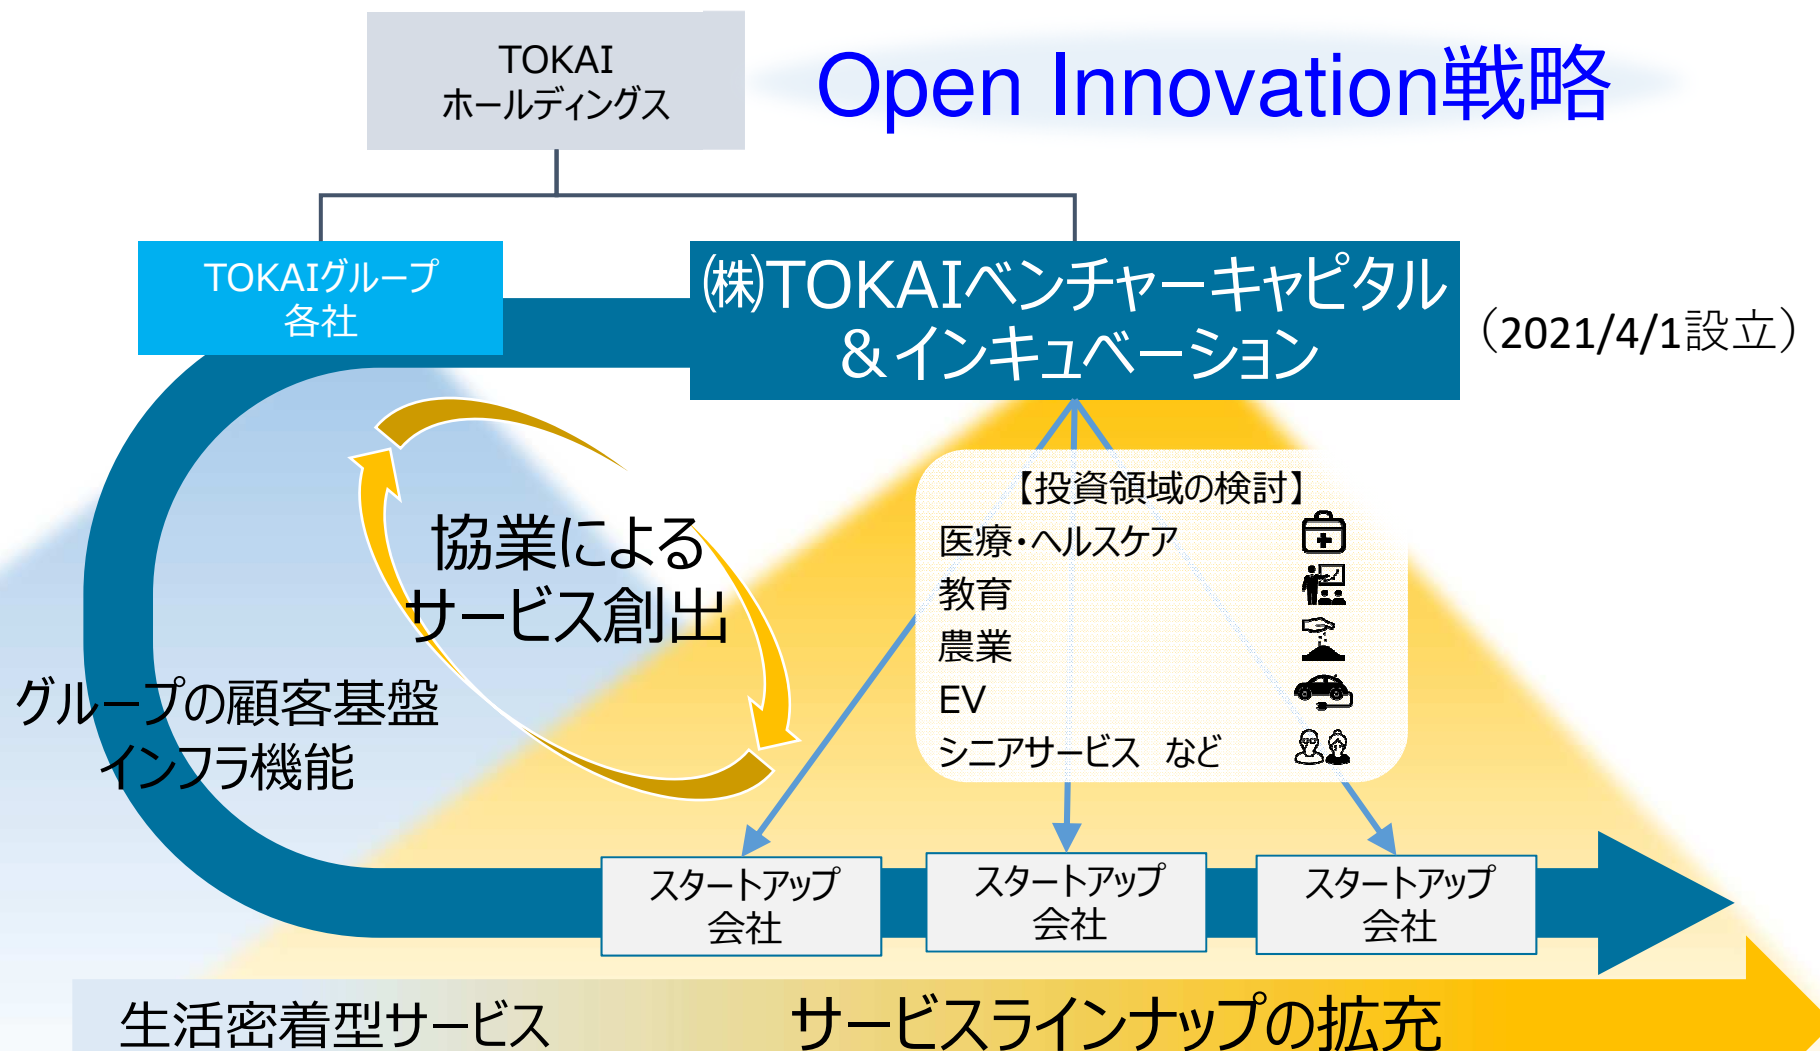 TOKAI
ホールディングス
Open Innovation戦略
TOKAIグループ
各社
㈱TOKAIベンチャーキャピタル
&インキュベーション
（2021/4/1設立）
協業による
サービス創出
【投資領域の検討】
医療・ヘルスケア
教育
農業
EV
シニアサービス など
グループの顧客基盤
インフラ機能
スタートアップ
会社
スタートアップ
会社
スタートアップ
会社
生活密着型サービス
サービスラインナップの拡充